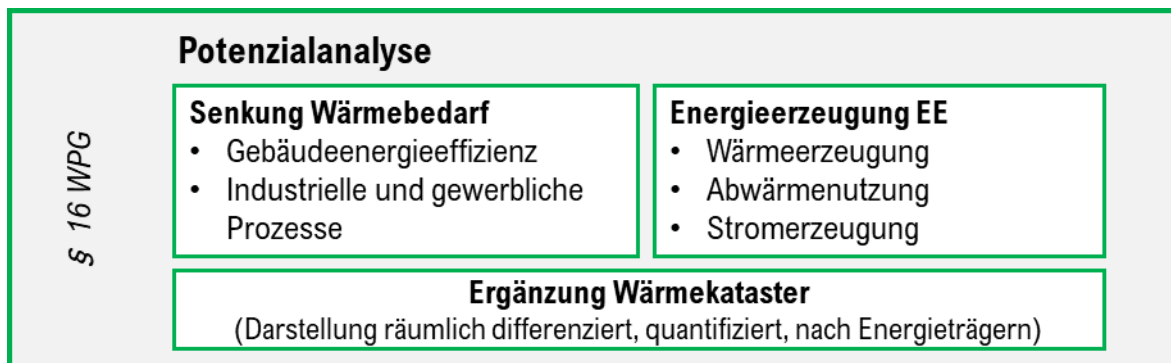 Potenzialanalyse
§ 16 WPG
Senkung Wärmebedarf
• Gebäudeenergieeffizienz
• Industrielle und gewerbliche
Prozesse
Energieerzeugung EE
• Wärmeerzeugung
• Abwärmenutzung
• Stromerzeugung
Ergänzung Wärmekataster
(Darstellung räumlich differenziert, quantifiziert, nach Energieträgern)